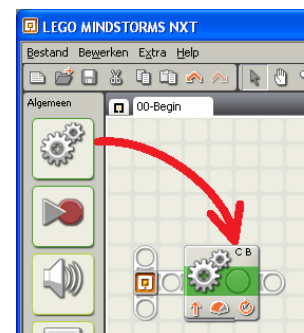 LEGO MINDSTORMS NXT
Bestand Bewerken Extra Help
Algemeen
00-Begin
C B